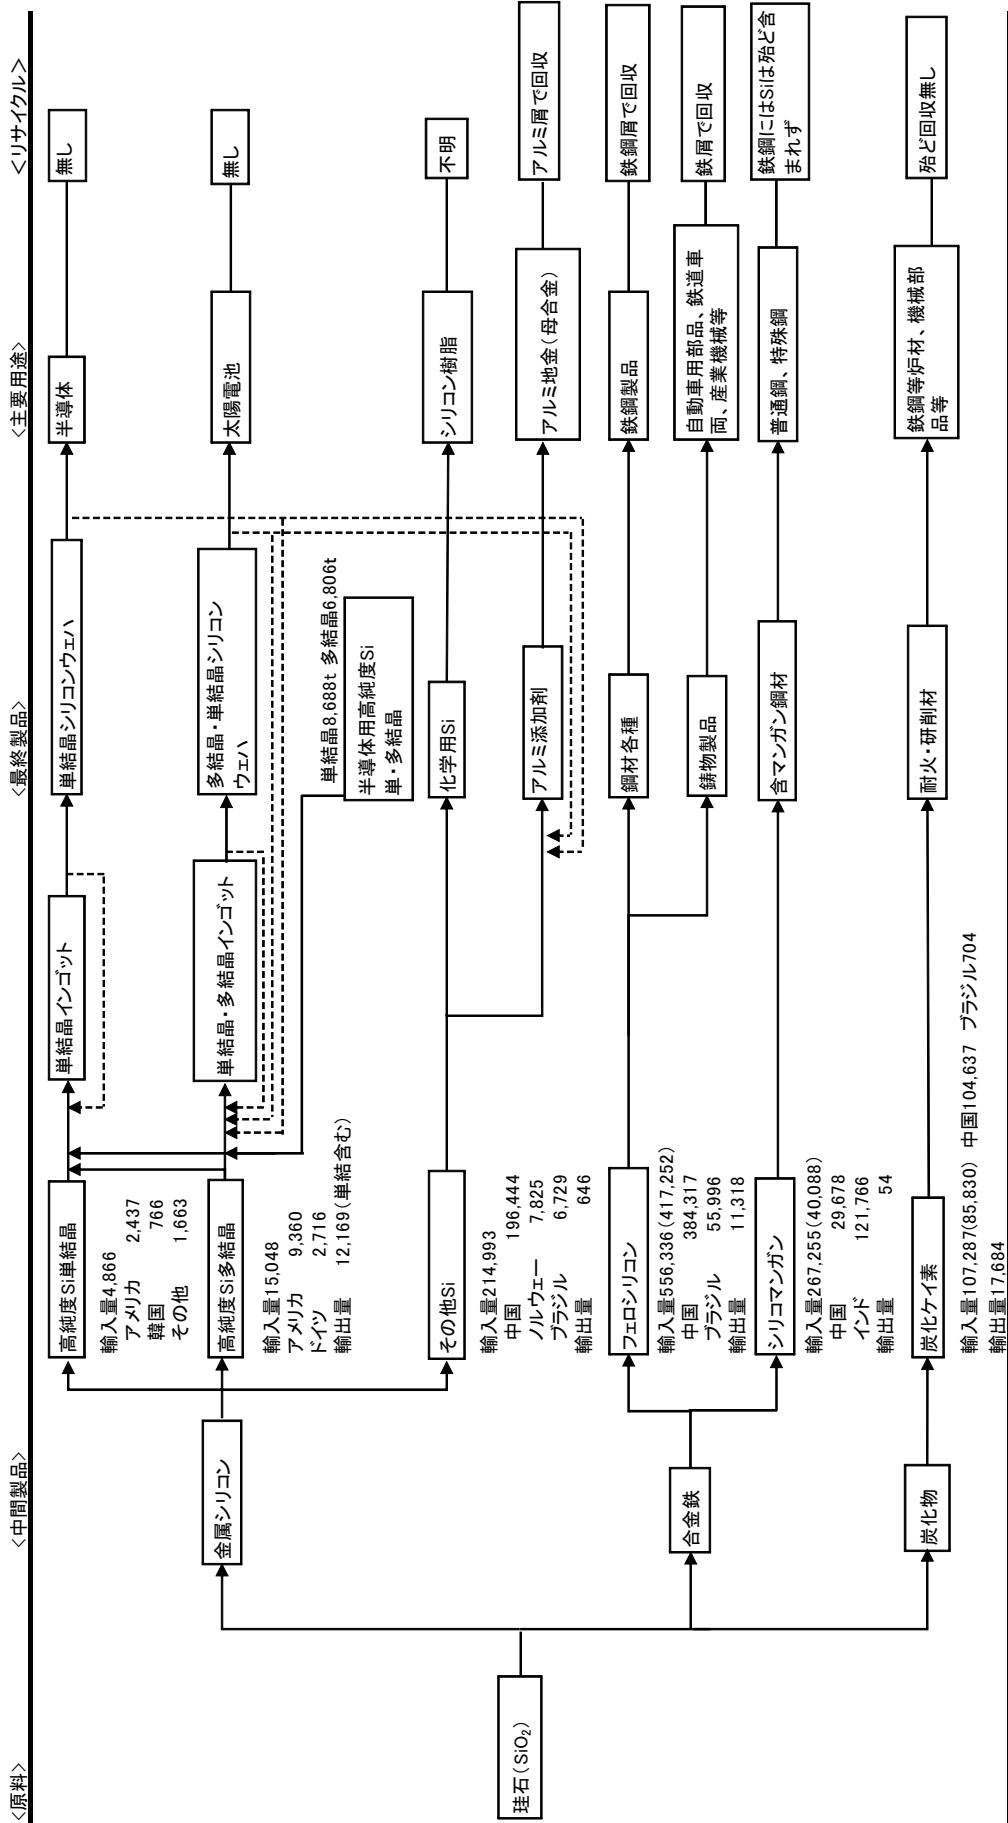 <原料>
<中間製品>
<最終製品>
<主要用途>
<リサイクル>
珪石(SiO₂)
金属シリコン
合金鉄
炭化物
高純度Si単結晶
輸入量4,866
アメリカ 2,437
韓国 766
その他 1,663
高純度Si多結晶
輸入量15,048
アメリカ 9,360
ドイツ 2,716
輸出量 12,169(単結含む)
その他Si
輸入量214,993
中国 196,444
ノルウェー 7,825
ブラジル 6,729
輸出量 646
フェロシリコン
輸入量556,336(417,252)
中国 384,317
ブラジル 55,996
輸出量 11,318
シリコマンガン
輸入量267,255(40,088)
中国 29,678
インド 121,766
輸出量 54
炭化ケイ素
輸入量107,287(85,830) 中国104,637 ブラジル704
輸出量17,684
単結晶インゴット
単結晶・多結晶インゴット
単結晶シリコンウェハ
多結晶・単結晶シリコン
ウェハ
単結晶8,688t 多結晶6,806t
半導体用高純度Si
単・多結晶
化学用Si
アルミ添加剤
鋼材各種
鋳物製品
含マンガン鋼材
耐火・研削材
半導体
太陽電池
シリコン樹脂
アルミ地金(母合金)
鉄鋼製品
自動車用部品、鉄道車
両、産業機械等
普通鋼、特殊鋼
鉄鋼等炉材、機械部
品等
無し
無し
不明
アルミ屑で回収
鉄鋼屑で回収
鉄屑で回収
鉄鋼にはSiは殆ど含
まれず
殆ど回収無し